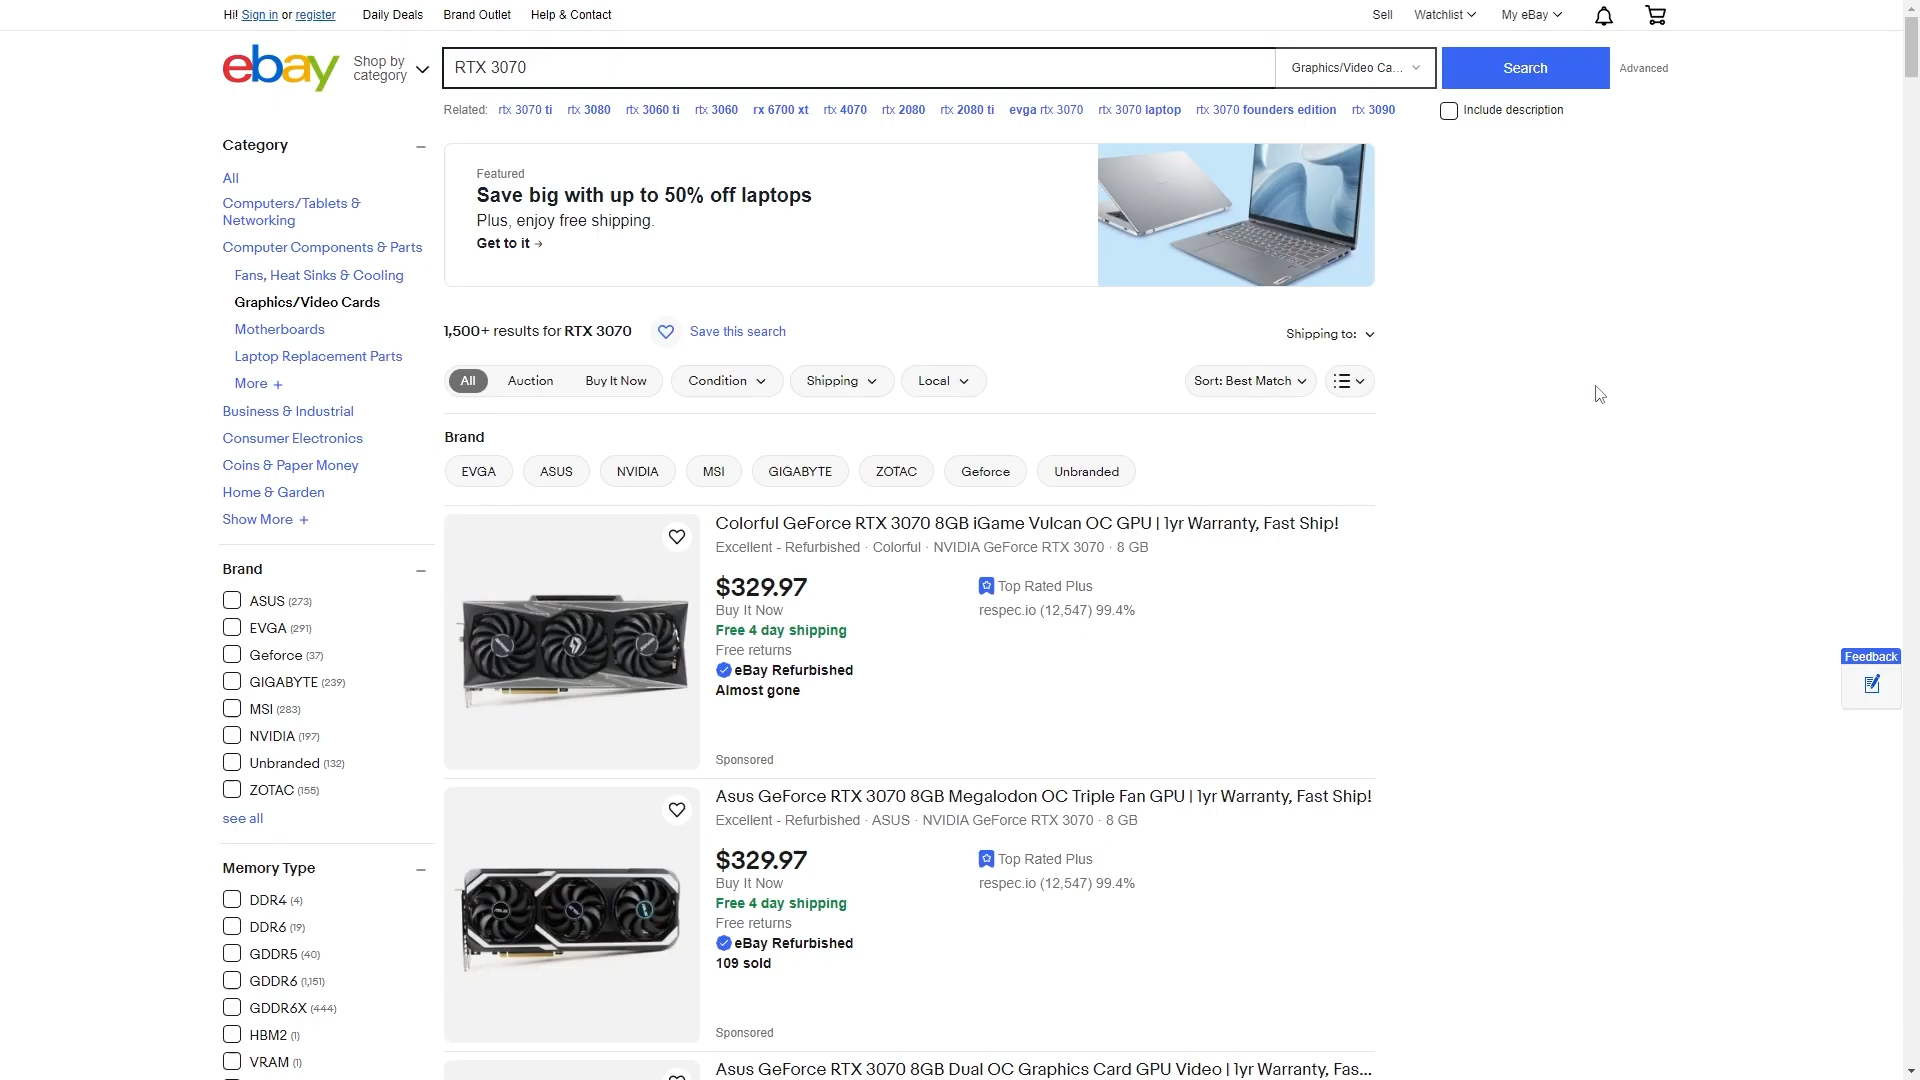 Hi! Sign in or register
Daily Deals
Brand Outlet
Help & Contact
Sell
Watchlist
My eBay
ebay
Shop by
category
RTX 3070
Graphics/Video Ca...
Search
Advanced
Related: rtx 3070 ti rtx 3080 rtx 3060 ti rtx 3060 rx 6700 xt rtx 4070 rtx 2080 rtx 2080 ti evga rtx 3070 rtx 3070 laptop rtx 3070 founders edition rtx 3090
Include description
Category
All
Computers/Tablets &
Networking
Computer Components & Parts
Fans, Heat Sinks & Cooling
Graphics/Video Cards
Motherboards
Laptop Replacement Parts
More +
Business & Industrial
Consumer Electronics
Coins & Paper Money
Home & Garden
Show More +
Brand
ASUS (273)
EVGA (291)
Geforce (37)
GIGABYTE (239)
MSI (283)
NVIDIA (197)
Unbranded (132)
ZOTAC (155)
see all
Memory Type
DDR4 (4)
DDR6 (19)
GDDR5 (40)
GDDR6 (1,151)
GDDR6X (444)
HBM2 (1)
VRAM (1)
Featured
Save big with up to 50% off laptops
Plus, enjoy free shipping.
Get to it →
1,500+ results for RTX 3070
Save this search
Shipping to:
All
Auction
Buy It Now
Condition
Shipping
Local
Sort: Best Match
Brand
EVGA
ASUS
NVIDIA
MSI
GIGABYTE
ZOTAC
Geforce
Unbranded
Colorful GeForce RTX 3070 8GB iGame Vulcan OC GPU | 1yr Warranty, Fast Ship!
Excellent - Refurbished · Colorful · NVIDIA GeForce RTX 3070 · 8 GB
$329.97
Buy It Now
Free 4 day shipping
Free returns
eBay Refurbished
Almost gone
Top Rated Plus
respec.io (12,547) 99.4%
Sponsored
Asus GeForce RTX 3070 8GB Megalodon OC Triple Fan GPU | 1yr Warranty, Fast Ship!
Excellent - Refurbished · ASUS · NVIDIA GeForce RTX 3070 · 8 GB
$329.97
Buy It Now
Free 4 day shipping
Free returns
eBay Refurbished
109 sold
Top Rated Plus
respec.io (12,547) 99.4%
Sponsored
Asus GeForce RTX 3070 8GB Dual OC Graphics Card GPU Video | 1yr Warranty, Fas...
Feedback